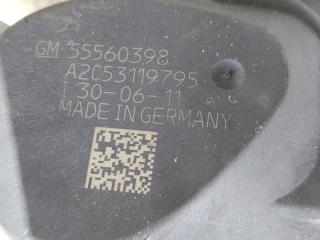 GM 55560398
A2C53119795
I 30-06-11
MADE IN GERMANY